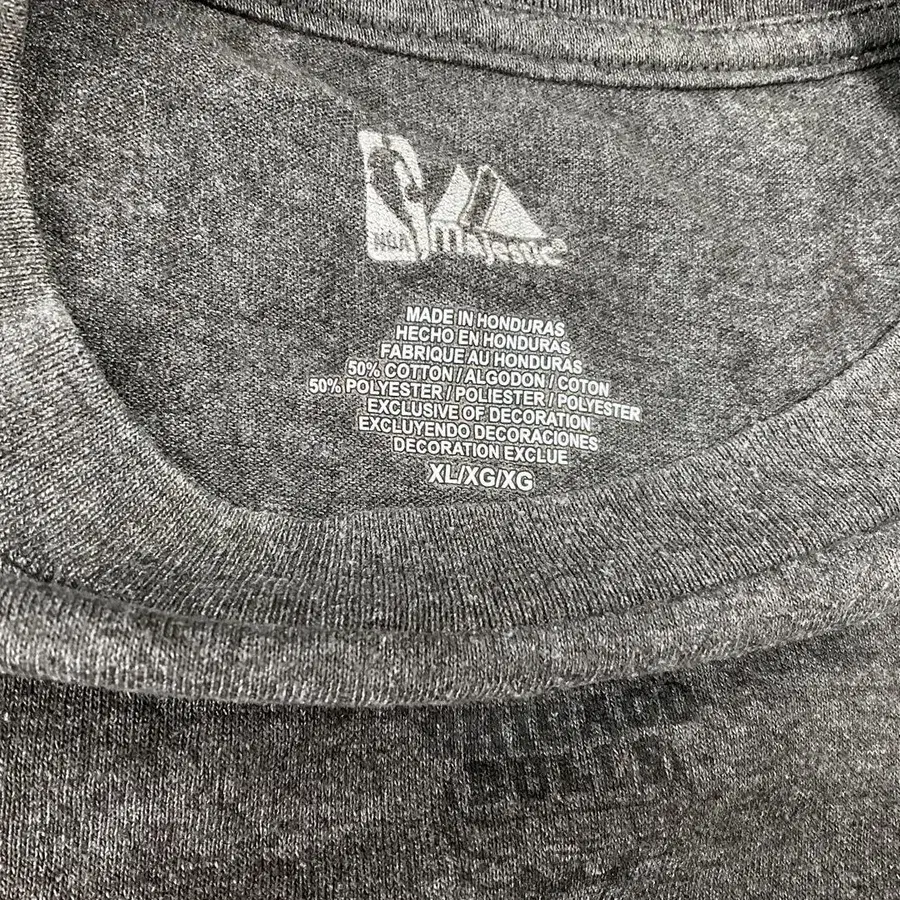 NBA
majestic®
MADE IN HONDURAS
HECHO EN HONDURAS
FABRIQUE AU HONDURAS
50% COTTON / ALGODON / COTON
50% POLYESTER / POLIESTER / POLYESTER
EXCLUSIVE OF DECORATION
EXCLUYENDO DECORACIONES
DECORATION EXCLUE
XL/XG/XG